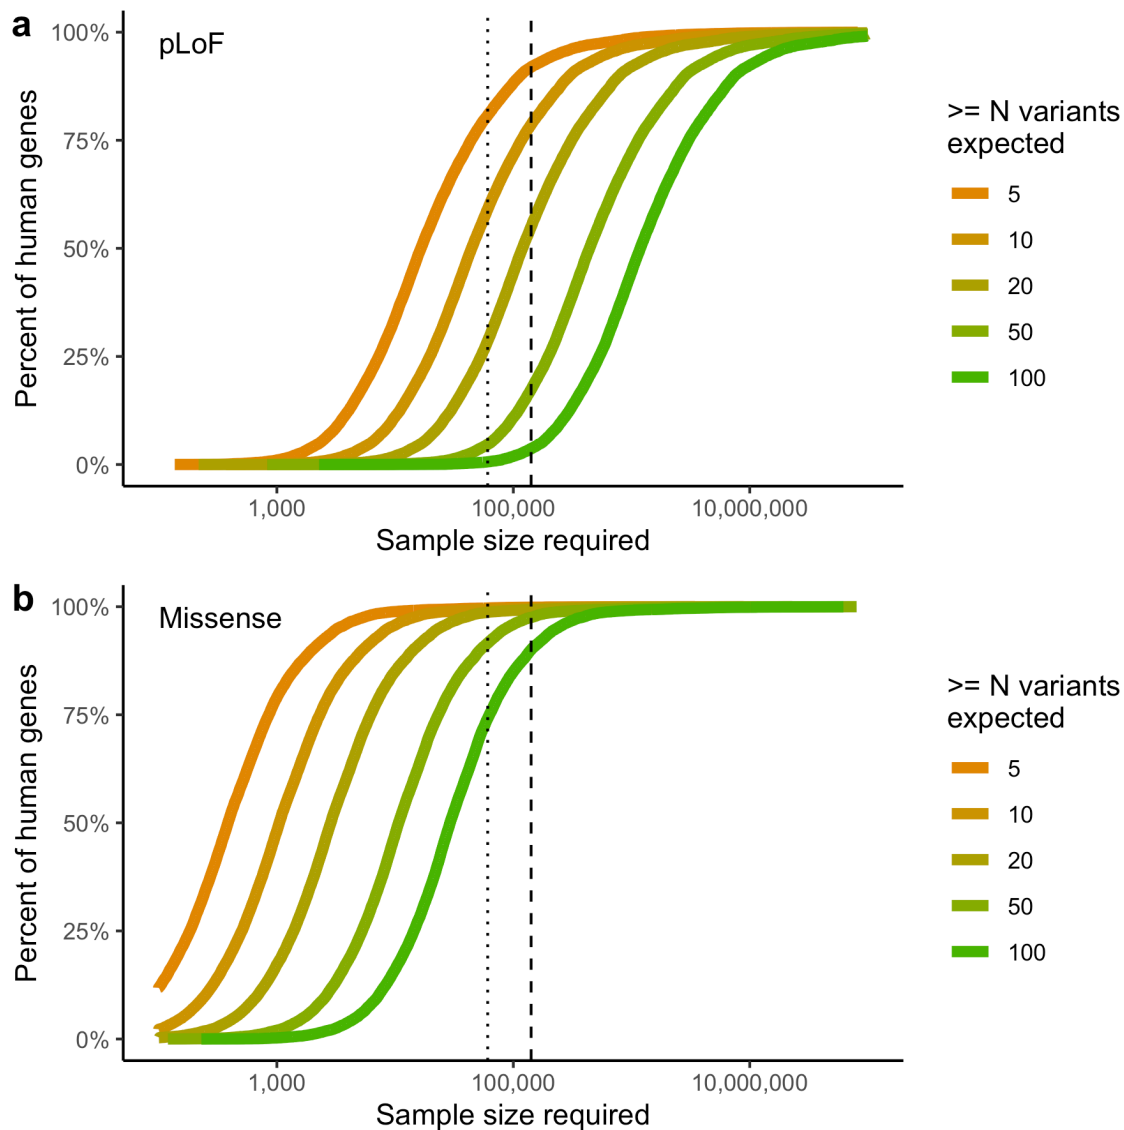 a
pLoF
100%
75%
50%
25%
0%
Percent of human genes
1,000
100,000
10,000,000
Sample size required
>= N variants
expected
5
10
20
50
100
b
Missense
100%
75%
50%
25%
0%
Percent of human genes
1,000
100,000
10,000,000
Sample size required
>= N variants
expected
5
10
20
50
100